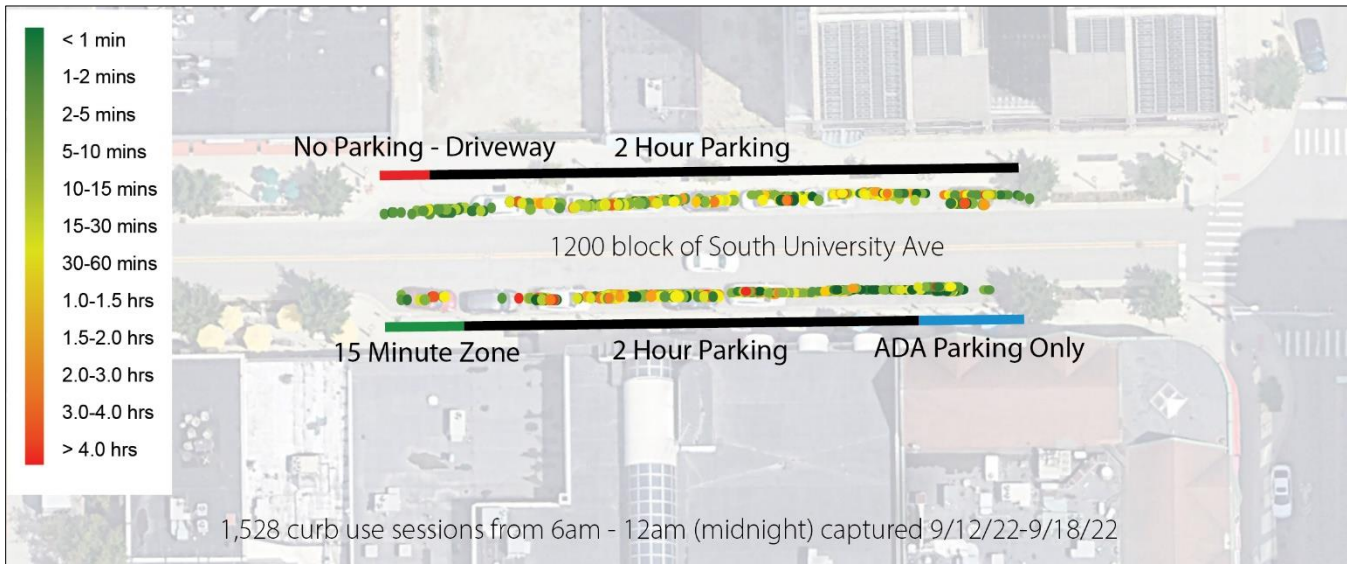 < 1 min
1-2 mins
2-5 mins
5-10 mins
10-15 mins
15-30 mins
30-60 mins
1.0-1.5 hrs
1.5-2.0 hrs
2.0-3.0 hrs
3.0-4.0 hrs
> 4.0 hrs
No Parking - Driveway
2 Hour Parking
1200 block of South University Ave
15 Minute Zone
2 Hour Parking
ADA Parking Only
1,528 curb use sessions from 6am - 12am (midnight) captured 9/12/22-9/18/22